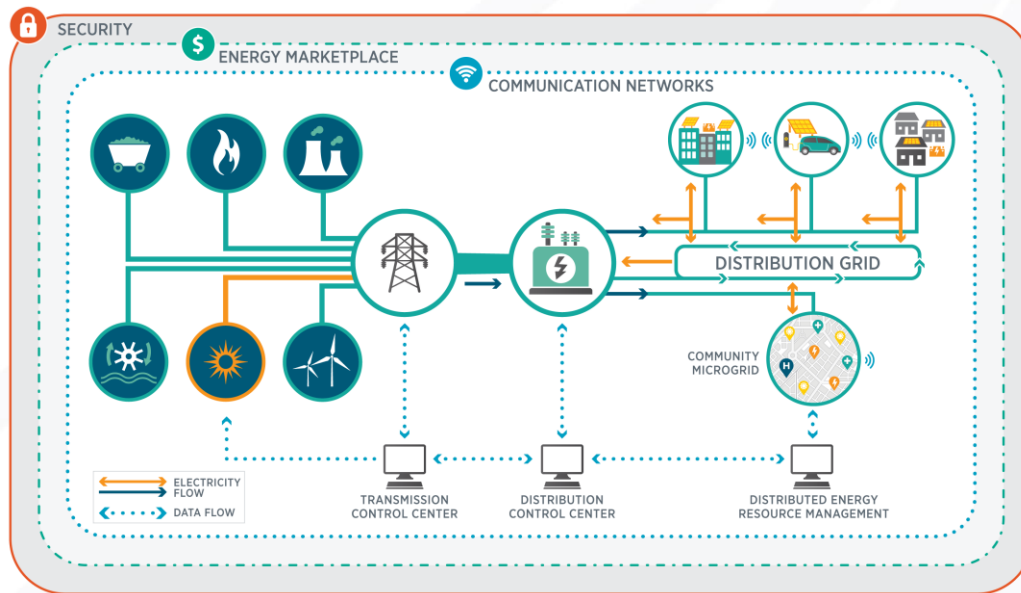 SECURITY
$
ENERGY MARKETPLACE
COMMUNICATION NETWORKS
DISTRIBUTION GRID
COMMUNITY
MICROGRID
H
ELECTRICITY
FLOW
DATA FLOW
TRANSMISSION
CONTROL CENTER
DISTRIBUTION
CONTROL CENTER
DISTRIBUTED ENERGY
RESOURCE MANAGEMENT